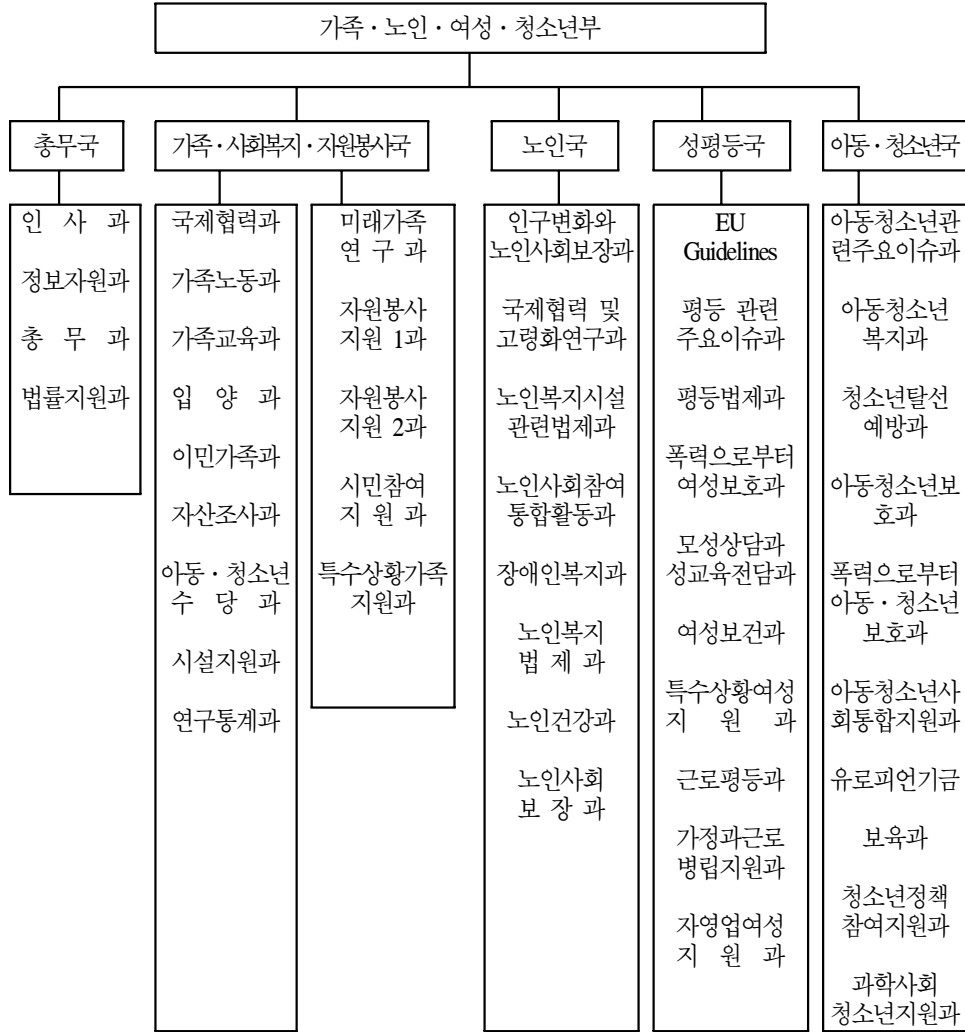 가족·노인·여성·청소년부
총무국
가족·사회복지·자원봉사국
노인국
성평등국
아동·청소년국
인 사 과
정보자원과
총 무 과
법률지원과
국제협력과
가족노동과
가족교육과
입 양 과
이민가족과
자산조사과
아동·청소년
수 당 과
시설지원과
연구통계과
미래가족
연 구 과
자원봉사
지원 1과
자원봉사
지원 2과
시민참여
지 원 과
특수상황가족
지원과
인구변화와
노인사회보장과
국제협력 및
고령화연구과
노인복지시설
관련법제과
노인사회참여
통합활동과
장애인복지과
노인복지
법 제 과
노인건강과
노인사회
보 장 과
EU
Guidelines
평등 관련
주요이슈과
평등법제과
폭력으로부터
여성보호과
모성상담과
성교육전담과
여성보건과
특수상황여성
지 원 과
근로평등과
가정과근로
병립지원과
자영업여성
지 원 과
아동청소년관
련주요이슈과
아동청소년
복지과
청소년탈선
예방과
아동청소년보
호과
폭력으로부터
아동·청소년
보호과
아동청소년사
회통합지원과
유로피언기금
보육과
청소년정책
참여지원과
과학사회
청소년지원과